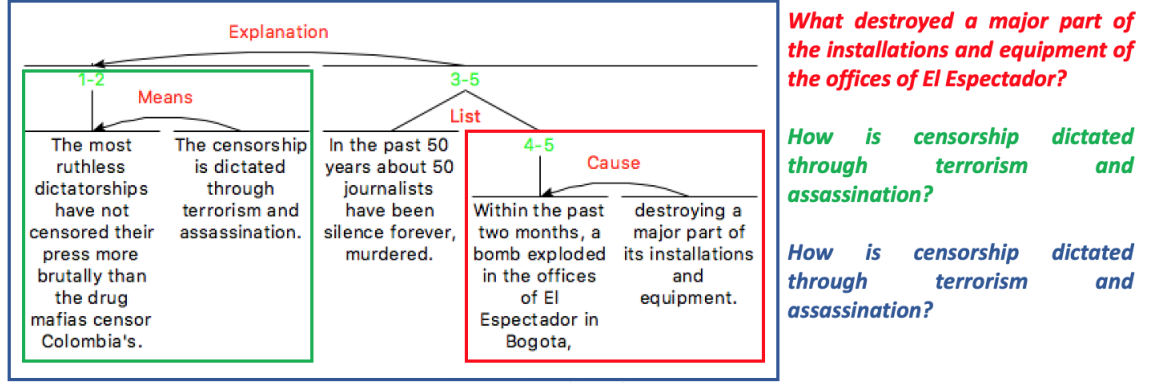 Explanation
1-2
3-5
Means
List
The most
ruthless
dictatorships
have not
censored their
press more
brutally than
the drug
mafias censor
Colombia's.
The censorship
is dictated
through
terrorism and
assassination.
In the past 50
years about 50
journalists
have been
silence forever,
murdered.
4-5
Cause
Within the past
two months, a
bomb exploded
in the offices
of El
Espectador in
Bogota,
destroying a
major part of
its installations
and
equipment.
What destroyed a major part of
the installations and equipment of
the offices of El Espectador?
How is censorship dictated
through terrorism and
assassination?
How is censorship dictated
through terrorism and
assassination?